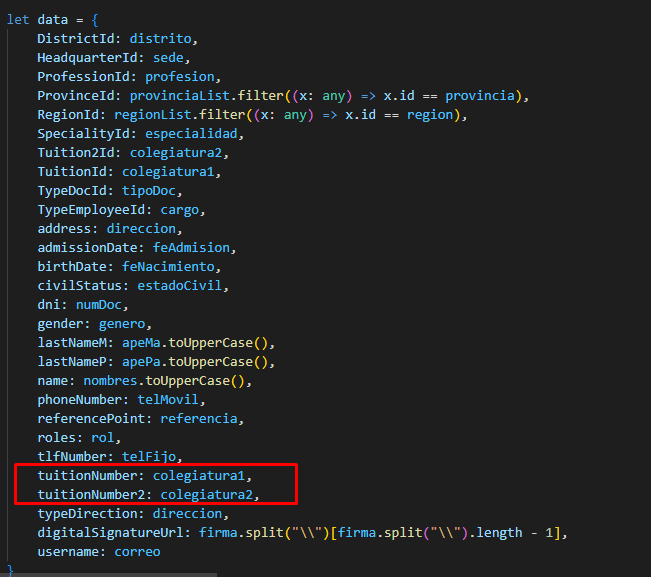 let data = {
DistrictId: distrito,
HeadquarterId: sede,
ProfessionId: profesion,
ProvinceId: provinciaList.filter((x: any) => x.id == provincia),
RegionId: regionList.filter((x: any) => x.id == region),
SpecialityId: especialidad,
Tuition2Id: colegiatura2,
TuitionId: colegiatura1,
TypeDocId: tipoDoc,
TypeEmployeeId: cargo,
address: direccion,
admissionDate: feAdmision,
birthDate: feNacimiento,
civilStatus: estadoCivil,
dni: numDoc,
gender: genero,
lastNameM: apeMa.toUpperCase(),
lastNameP: apePa.toUpperCase(),
name: nombres.toUpperCase(),
phoneNumber: telMovil,
referencePoint: referencia,
roles: rol,
tlfNumber: telFijo,
tuitionNumber: colegiatura1,
tuitionNumber2: colegiatura2,
typeDirection: direccion,
digitalSignatureUrl: firma.split("\\")[firma.split("\\").length - 1],
username: correo
}